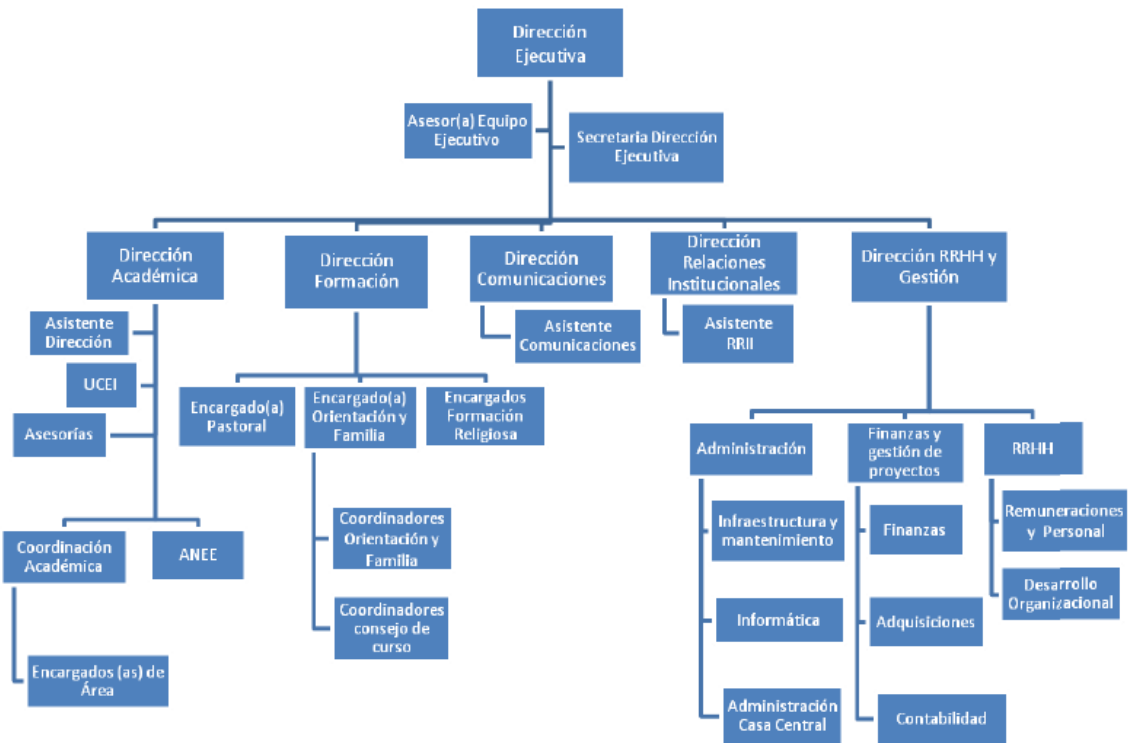 Dirección
Ejecutiva
Asesor(a) Equipo
Ejecutivo
Secretaria Dirección
Ejecutiva
Dirección
Académica
Dirección
Formación
Dirección
Comunicaciones
Dirección
Relaciones
Institucionales
Dirección RRHH y
Gestión
Asistente
Dirección
UCEI
Asesorías
Asistente
Comunicaciones
Asistente
RRII
Encargado(a)
Pastoral
Encargado(a)
Orientación y
Familia
Encargados
Formación
Religiosa
Administración
Finanzas y
gestión de
proyectos
RRHH
Coordinación
Académica
ANEE
Coordinadores
Orientación y
Familia
Infraestructura y
mantenimiento
Finanzas
Remuneraciones
y Personal
Desarrollo
Organizacional
Coordinadores
consejo de
curso
Informática
Adquisiciones
Encargados (as) de
Área
Administración
Casa Central
Contabilidad